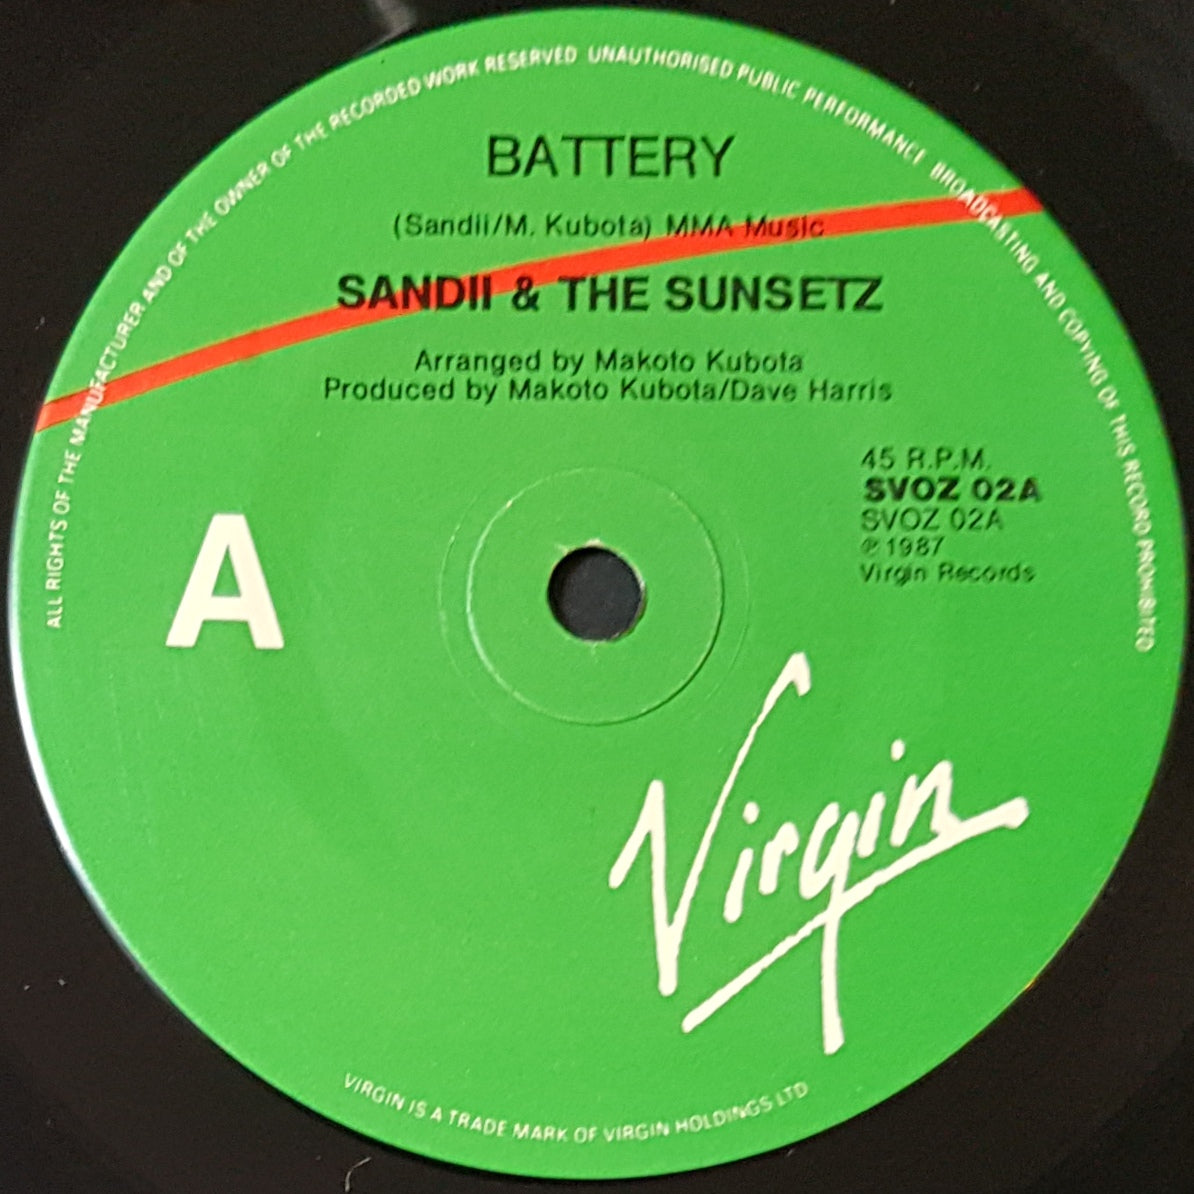 ALL RIGHTS OF THE MANUFACTURER AND OF THE OWNER OF THE RECORDED WORK RESERVED UNAUTHORISED PUBLIC PERFORMANCE BROADCASTING AND COPYING OF THIS RECORD PROHIBITED
BATTERY
(Sandii/M. Kubota) MMA Music
SANDII & THE SUNSETZ
Arranged by Makoto Kubota
Produced by Makoto Kubota/Dave Harris
45 R.P.M.
SVOZ 02A
SVOZ 02A
℗ 1987
Virgin Records
A
Virgin
VIRGIN IS A TRADE MARK OF VIRGIN HOLDINGS LTD